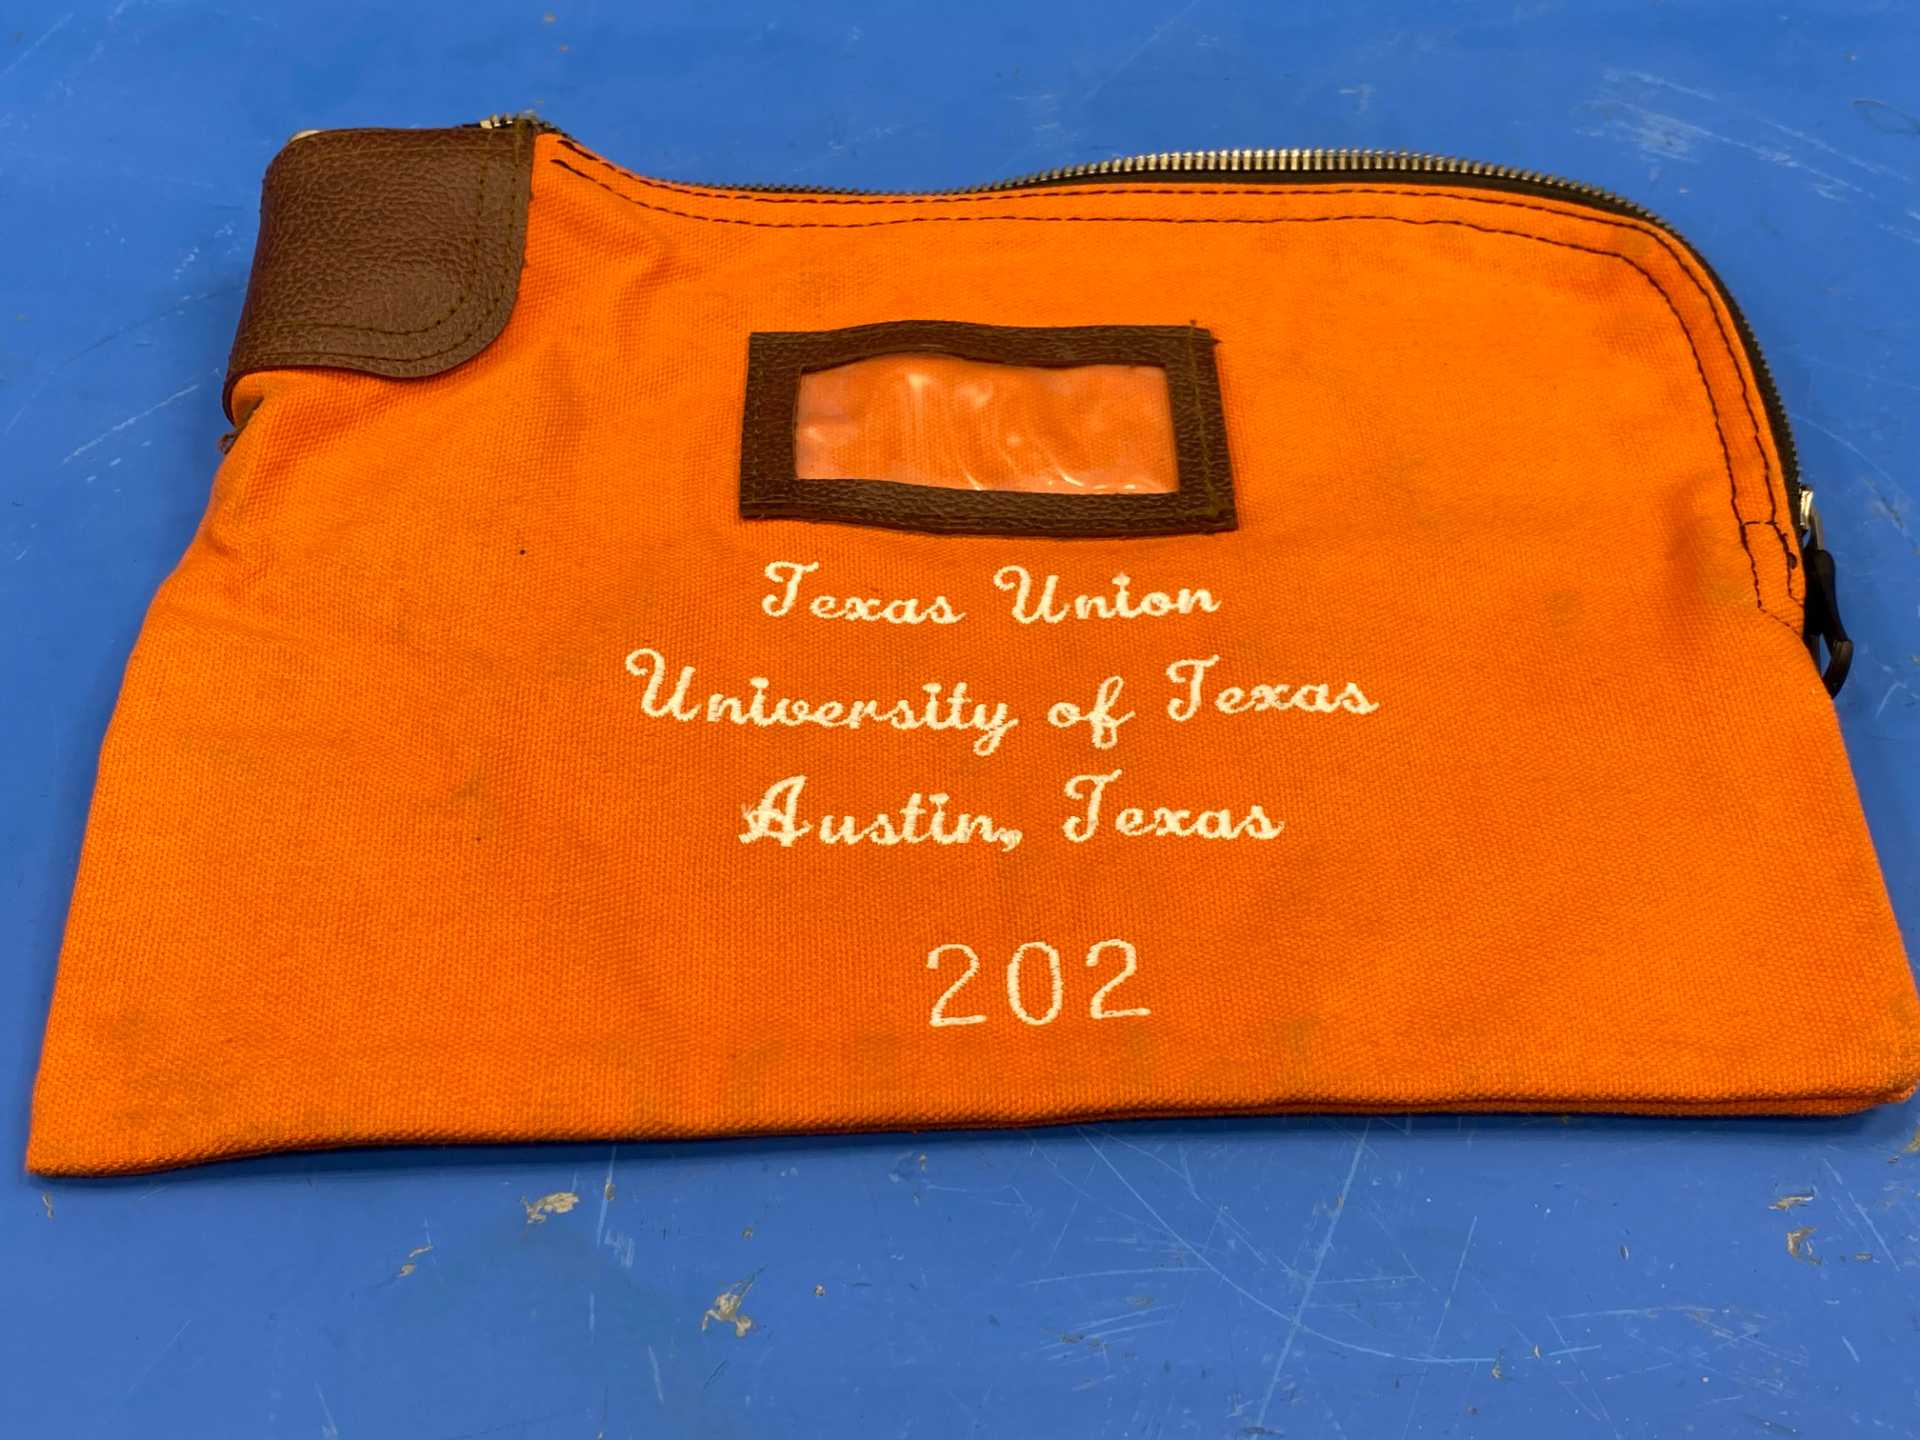 Texas Union
University of Texas
Austin, Texas
202